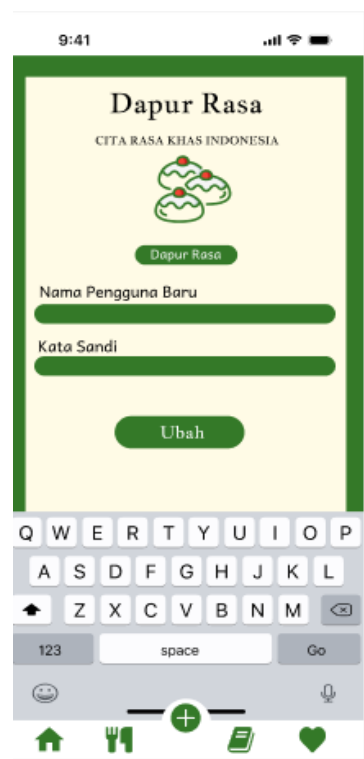 9:41
Dapur Rasa
CITA RASA KHAS INDONESIA
Dapur Rasa
Nama Pengguna Baru
Kata Sandi
Ubah
Q W E R T Y U I O P
A S D F G H J K L
Z X C V B N M
123 space Go